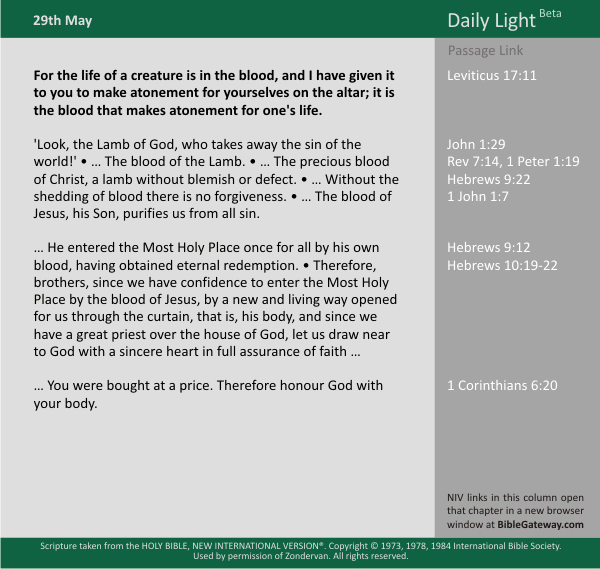 29th May
Daily Light Beta
Passage Link
For the life of a creature is in the blood, and I have given it
to you to make atonement for yourselves on the altar; it is
the blood that makes atonement for one's life.
Leviticus 17:11
'Look, the Lamb of God, who takes away the sin of the
world!' • ... The blood of the Lamb. • ... The precious blood
of Christ, a lamb without blemish or defect. • ... Without the
shedding of blood there is no forgiveness. • ... The blood of
Jesus, his Son, purifies us from all sin.
John 1:29
Rev 7:14, 1 Peter 1:19
Hebrews 9:22
1 John 1:7
... He entered the Most Holy Place once for all by his own
blood, having obtained eternal redemption. • Therefore,
brothers, since we have confidence to enter the Most Holy
Place by the blood of Jesus, by a new and living way opened
for us through the curtain, that is, his body, and since we
have a great priest over the house of God, let us draw near
to God with a sincere heart in full assurance of faith ...
Hebrews 9:12
Hebrews 10:19-22
... You were bought at a price. Therefore honour God with
your body.
1 Corinthians 6:20
NIV links in this column open
that chapter in a new browser
window at BibleGateway.com
Scripture taken from the HOLY BIBLE, NEW INTERNATIONAL VERSION®. Copyright © 1973, 1978, 1984 International Bible Society.
Used by permission of Zondervan. All rights reserved.